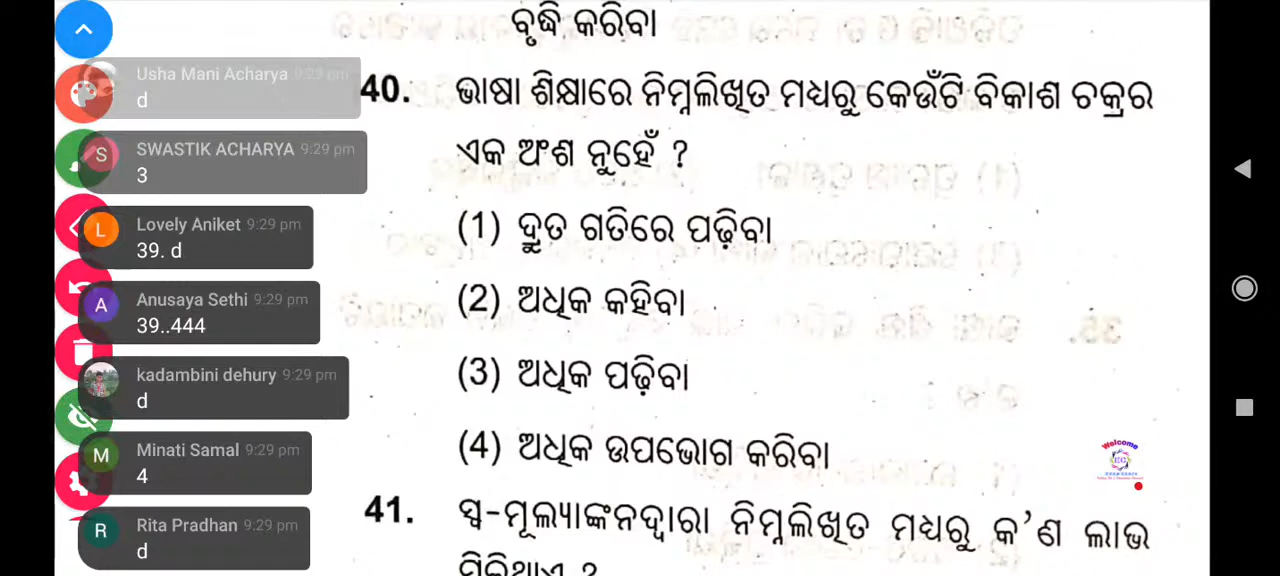 ବୃଦ୍ଧି କରିବା
40. ଭାଷା ଶିକ୍ଷାରେ ନିମ୍ନଲିଖିତ ମଧ୍ୟରୁ କେଉଁଟି ବିକାଶ ଚକ୍ରର
ଏକ ଅଂଶ ନୁହେଁ ?
(1) ଦ୍ରୁତ ଗତିରେ ପଢ଼ିବା
(2) ଅଧିକ କହିବା
(3) ଅଧିକ ପଢ଼ିବା
(4) ଅଧିକ ଉପଭୋଗ କରିବା
41. ସ୍ୱ-ମୂଲ୍ୟାଙ୍କନଦ୍ୱାରା ନିମ୍ନଲିଖିତ ମଧ୍ୟରୁ କ'ଣ ଲାଭ
ମିଳିଥାଏ ?
Usha Mani Acharya 9:29 pm
d
SWASTIK ACHARYA 9:29 pm
3
Lovely Aniket 9:29 pm
39. d
Anusaya Sethi 9:29 pm
39..444
kadambini dehury 9:29 pm
d
Minati Samal 9:29 pm
4
Rita Pradhan 9:29 pm
d
S
L
A
M
R
Welcome